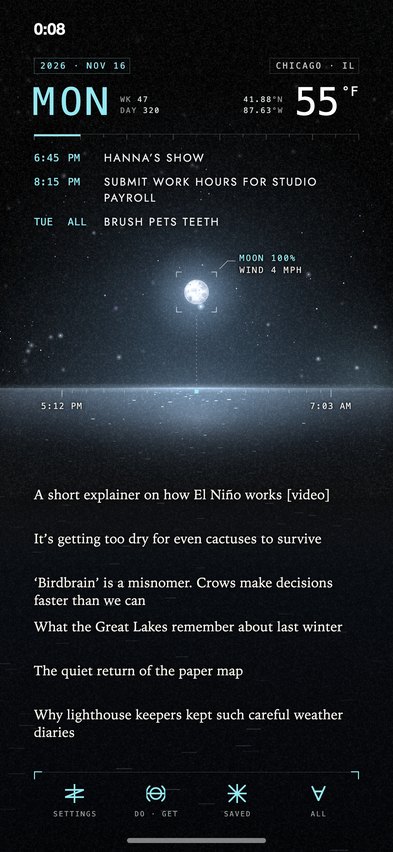 0:08
2026 · NOV 16
CHICAGO · IL
MON
WK 47
DAY 320
41.88°N
87.63°W
55°F
6:45 PM HANNA'S SHOW
8:15 PM SUBMIT WORK HOURS FOR STUDIO
PAYROLL
TUE ALL BRUSH PETS TEETH
MOON 100%
WIND 4 MPH
5:12 PM
7:03 AM
A short explainer on how El Niño works [video]
It's getting too dry for even cactuses to survive
‘Birdbrain’ is a misnomer. Crows make decisions
faster than we can
What the Great Lakes remember about last winter
The quiet return of the paper map
Why lighthouse keepers kept such careful weather
diaries
SETTINGS
DO · GET
SAVED
ALL